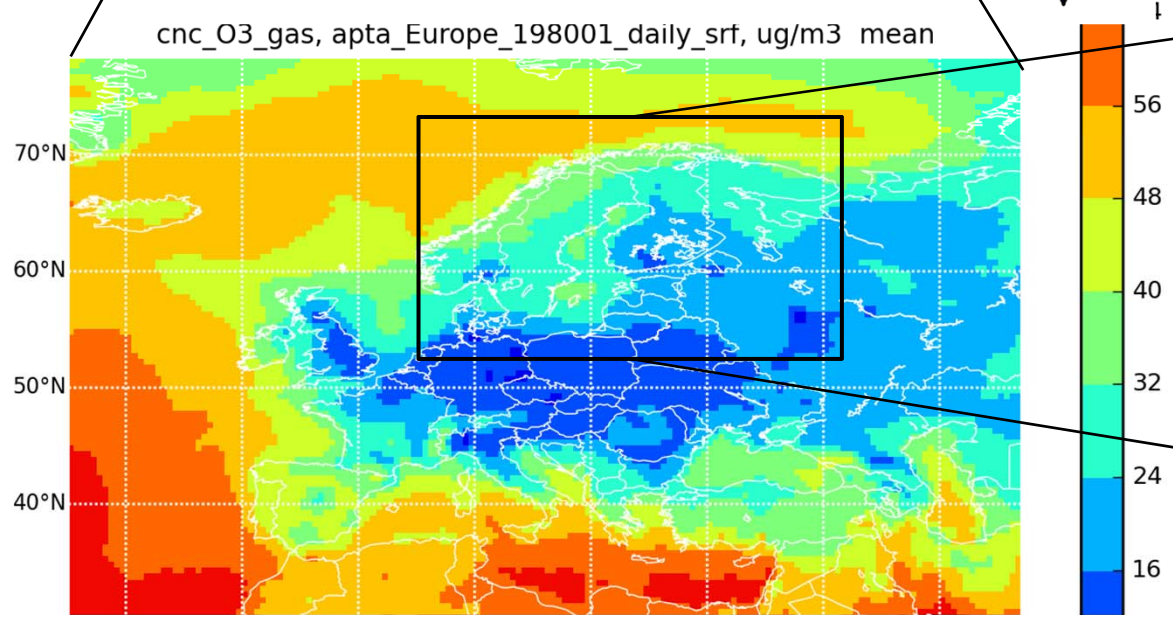 cnc_O3_gas, apta_Europe_198001_daily_srf, ug/m3 mean
56
70°N
48
60°N
40
50°N
32
24
40°N
16